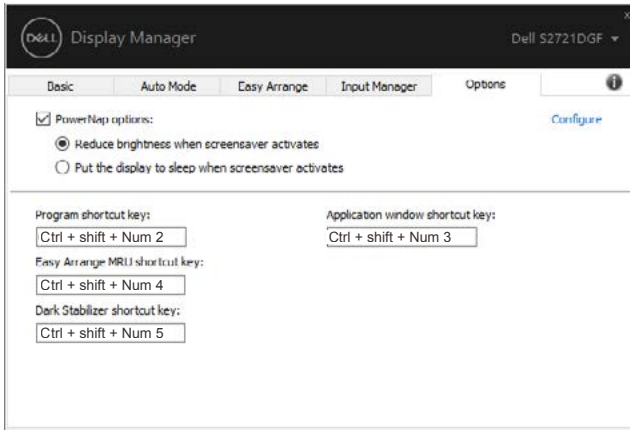 x
DELL Display Manager
Dell S2721DGF
Basic Auto Mode Easy Arrange Input Manager Options
PowerNap options: Configure
Reduce brightness when screensaver activates
Put the display to sleep when screensaver activates
Program shortcut key: Application window shortcut key:
Ctrl + shift + Num 2 Ctrl + shift + Num 3
Easy Arrange MRU shortcut key:
Ctrl + shift + Num 4
Dark Stabilizer shortcut key:
Ctrl + shift + Num 5